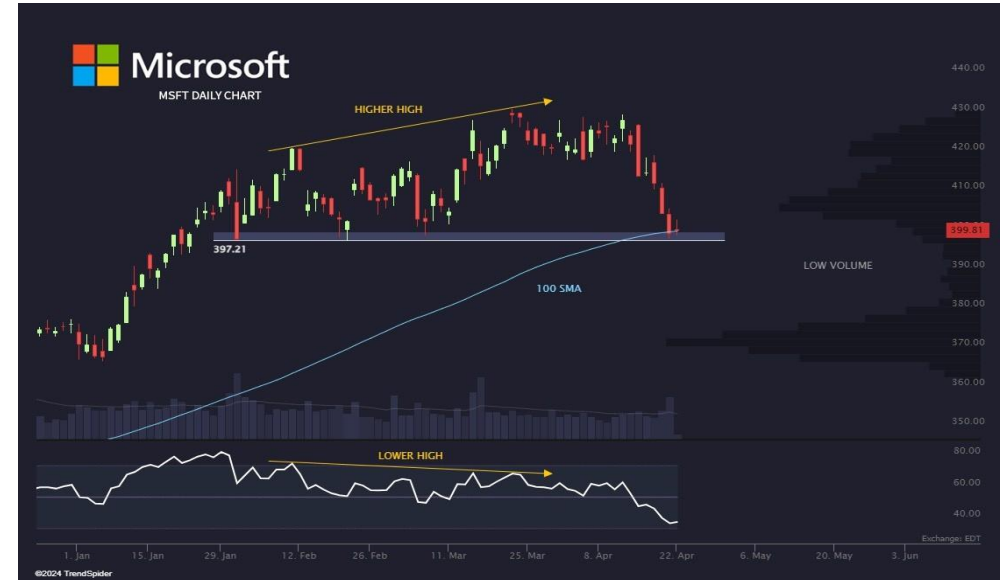 Microsoft
MSFT DAILY CHART
440.00
HIGHER HIGH
430.00
420.00
410.00
399.81
397.21
LOW VOLUME
390.00
100 SMA
380.00
370.00
360.00
350.00
80.00
LOWER HIGH
60.00
40.00
Exchange: EDT
1. Jan 15. Jan 29. Jan 12. Feb 26. Feb 11. Mar 25. Mar 8. Apr 22. Apr 6. May 20. May 3. Jun
©2024 TrendSpider